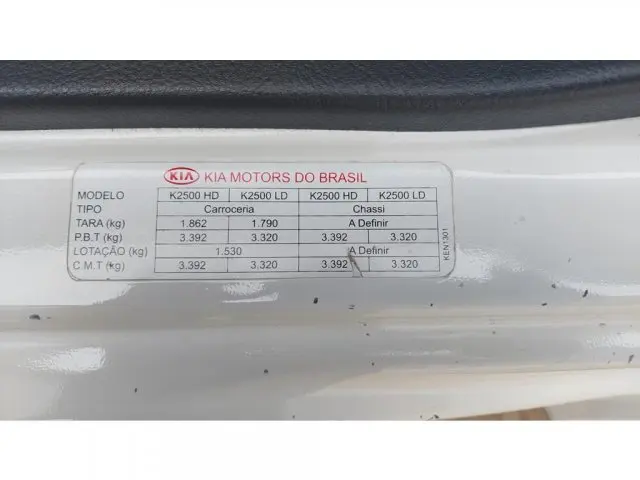 KIA KIA MOTORS DO BRASIL
MODELO K2500 HD K2500 LD K2500 HD K2500 LD
TIPO Carroceria Chassi
TARA (kg) 1.862 1.790 A Definir
P.B.T (kg) 3.392 3.320 3.392 3.320
LOTAÇÃO (kg) 1.530 A Definir
C.M.T (kg) 3.392 3.320 3.392 3.320
KEN1301